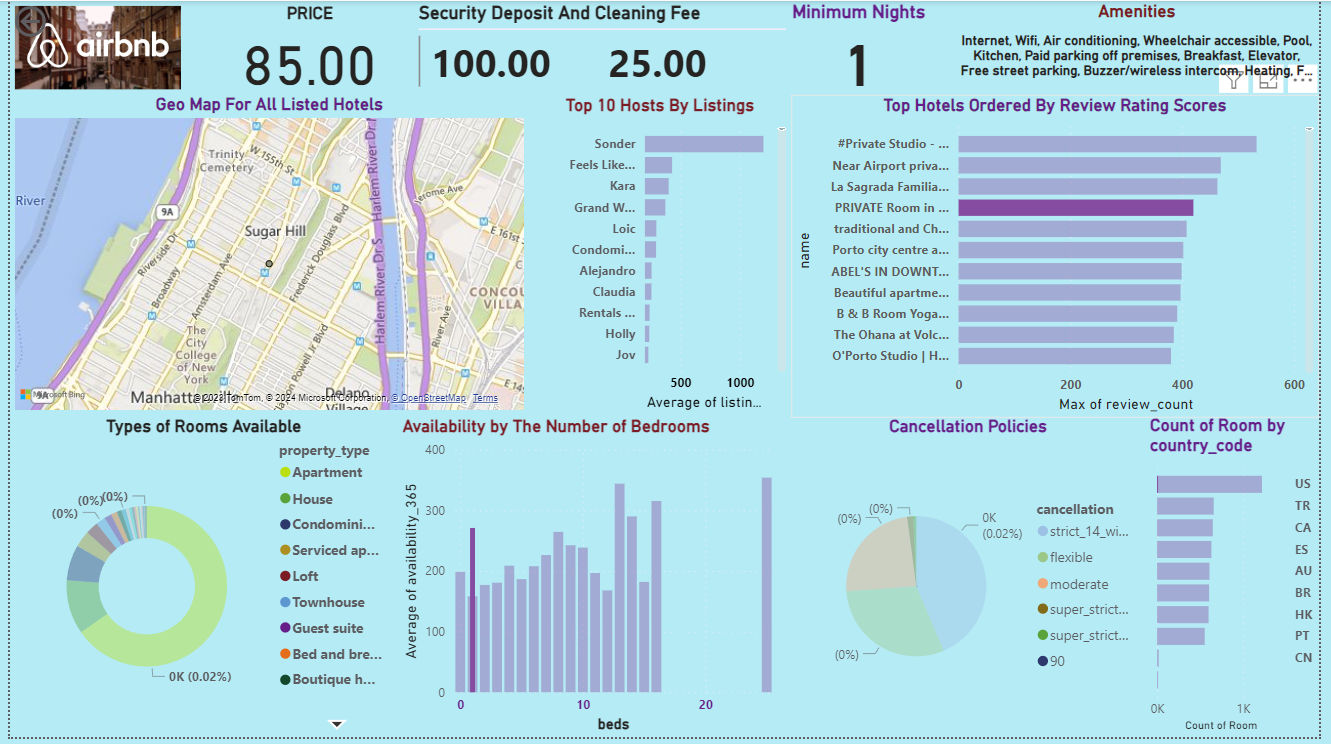 airbnb
PRICE
85.00
Security Deposit And Cleaning Fee
100.00
25.00
Minimum Nights
1
Amenities
Internet, Wifi, Air conditioning, Wheelchair accessible, Pool,
Kitchen, Paid parking off premises, Breakfast, Elevator,
Free street parking, Buzzer/wireless intercom, Heating, F...
Geo Map For All Listed Hotels
Trinity
Cemetery
W 155th St
Harlem River Dr N
Jerome Ave
River
9A
Sugar Hill
E 161st
Riverside Dr
Broadway
Amsterdam Ave
Frederick Douglass Blvd
Harlem River Dr S
CONCOU
VILLA
River Ave
The
City
College
of New
York
Powell Jr Blvd
E 149
9A
Microsoft Bing
Manhatta
Delano
Village
TomTom, © 2024 Microsoft Corporation, © OpenStreetMap Terms
Top 10 Hosts By Listings
Sonder
Feels Like...
Kara
Grand W...
Loic
Condomi...
Alejandro
Claudia
Rentals ...
Holly
Jov
500
1000
Average of listin...
Top Hotels Ordered By Review Rating Scores
name
#Private Studio - ...
Near Airport priva...
La Sagrada Familia...
PRIVATE Room in ...
traditional and Ch...
Porto city centre a...
ABEL'S IN DOWNT...
Beautiful apartme...
B & B Room Yoga...
The Ohana at Volc...
O'Porto Studio | H...
0
200
400
600
Max of review_count
Types of Rooms Available
(0%)
(0%)
(0%)
0K (0.02%)
property_type
Apartment
House
Condomini...
Serviced ap...
Loft
Townhouse
Guest suite
Bed and bre...
Boutique h...
Availability by The Number of Bedrooms
Average of availability_365
400
300
200
100
0
0
10
20
beds
Cancellation Policies
(0%)
(0%)
0K
(0.02%)
(0%)
cancellation
strict_14_wi...
flexible
moderate
super_strict...
super_strict...
90
Count of Room by
country_code
US
TR
CA
ES
AU
BR
HK
PT
CN
0K
1K
Count of Room